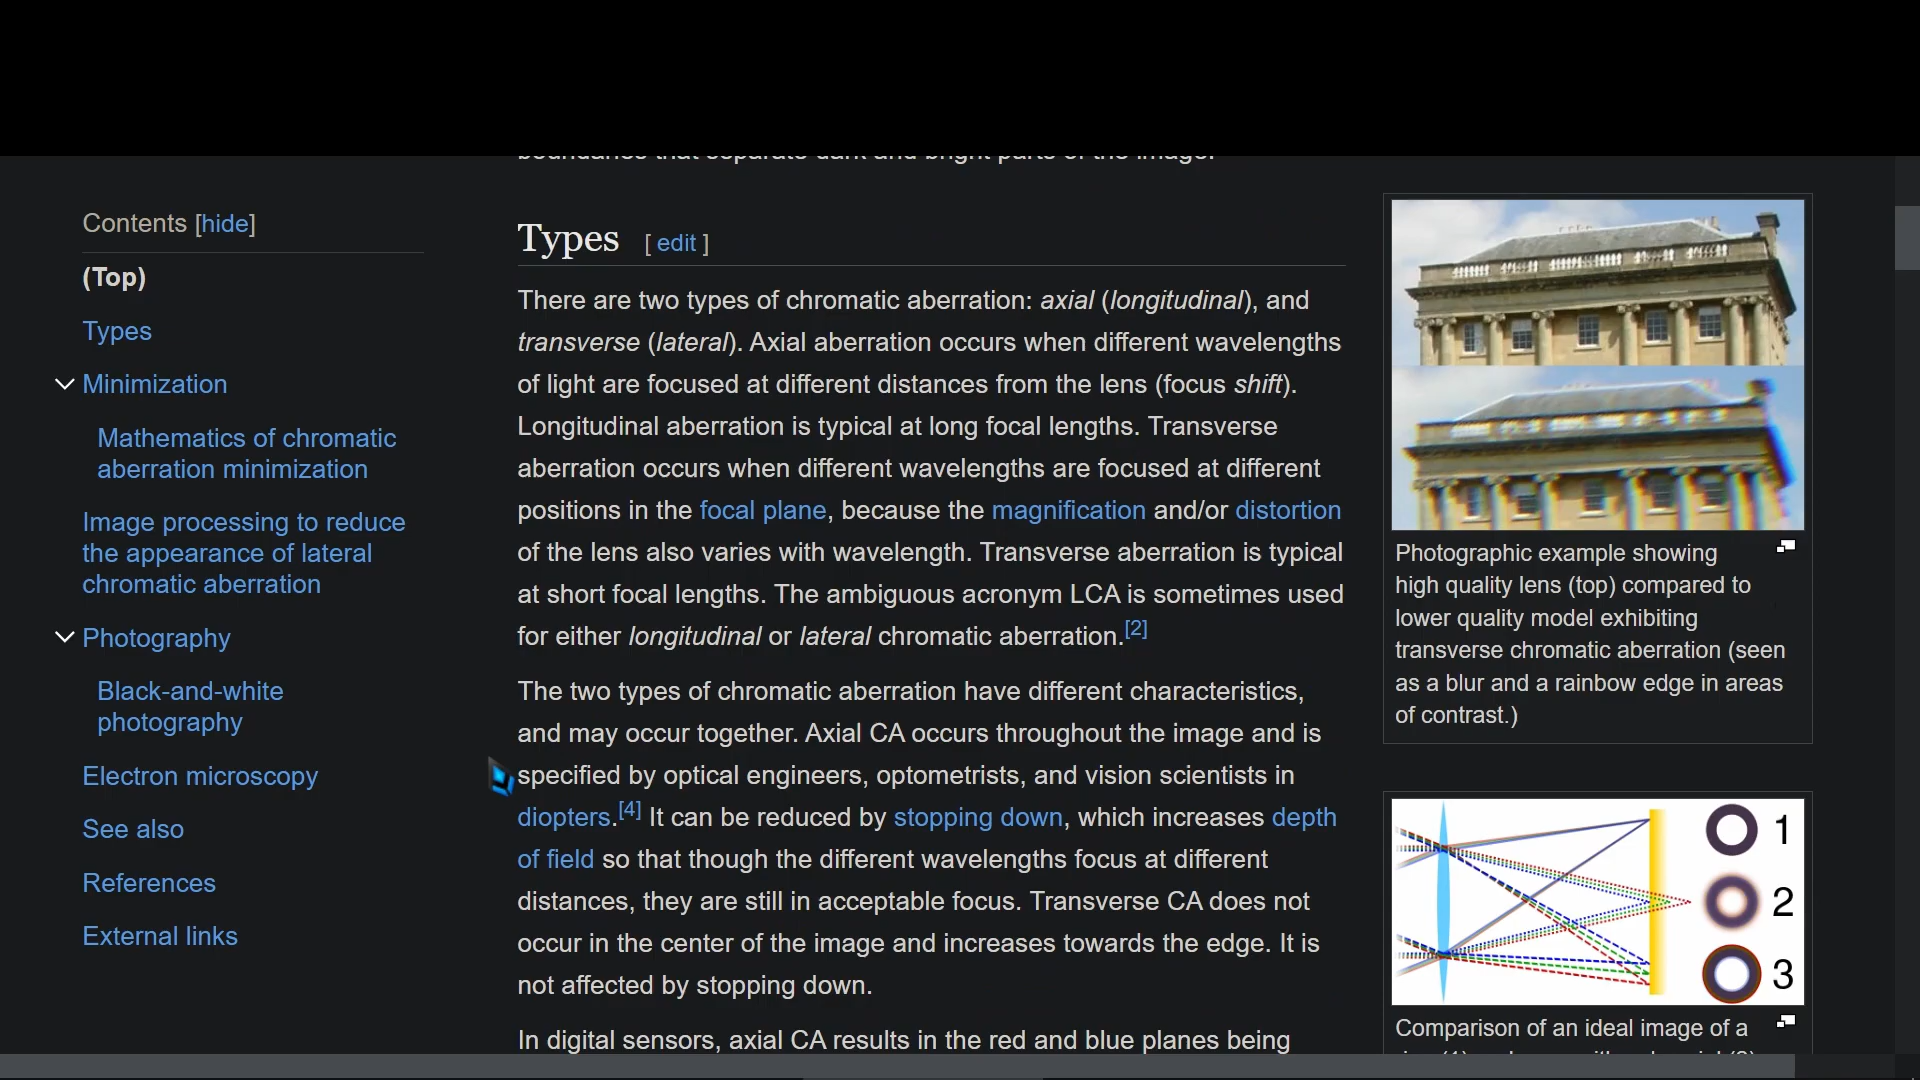 boundaries that separate dark and bright parts of the image.
Contents [hide]
(Top)
Types
Minimization
Mathematics of chromatic
aberration minimization
Image processing to reduce
the appearance of lateral
chromatic aberration
Photography
Black-and-white
photography
Electron microscopy
See also
References
External links
Types [ edit ]
There are two types of chromatic aberration: axial (longitudinal), and
transverse (lateral). Axial aberration occurs when different wavelengths
of light are focused at different distances from the lens (focus shift).
Longitudinal aberration is typical at long focal lengths. Transverse
aberration occurs when different wavelengths are focused at different
positions in the focal plane, because the magnification and/or distortion
of the lens also varies with wavelength. Transverse aberration is typical
at short focal lengths. The ambiguous acronym LCA is sometimes used
for either longitudinal or lateral chromatic aberration.[2]
The two types of chromatic aberration have different characteristics,
and may occur together. Axial CA occurs throughout the image and is
specified by optical engineers, optometrists, and vision scientists in
diopters.[4] It can be reduced by stopping down, which increases depth
of field so that though the different wavelengths focus at different
distances, they are still in acceptable focus. Transverse CA does not
occur in the center of the image and increases towards the edge. It is
not affected by stopping down.
In digital sensors, axial CA results in the red and blue planes being
Photographic example showing
high quality lens (top) compared to
lower quality model exhibiting
transverse chromatic aberration (seen
as a blur and a rainbow edge in areas
of contrast.)
1
2
3
Comparison of an ideal image of a